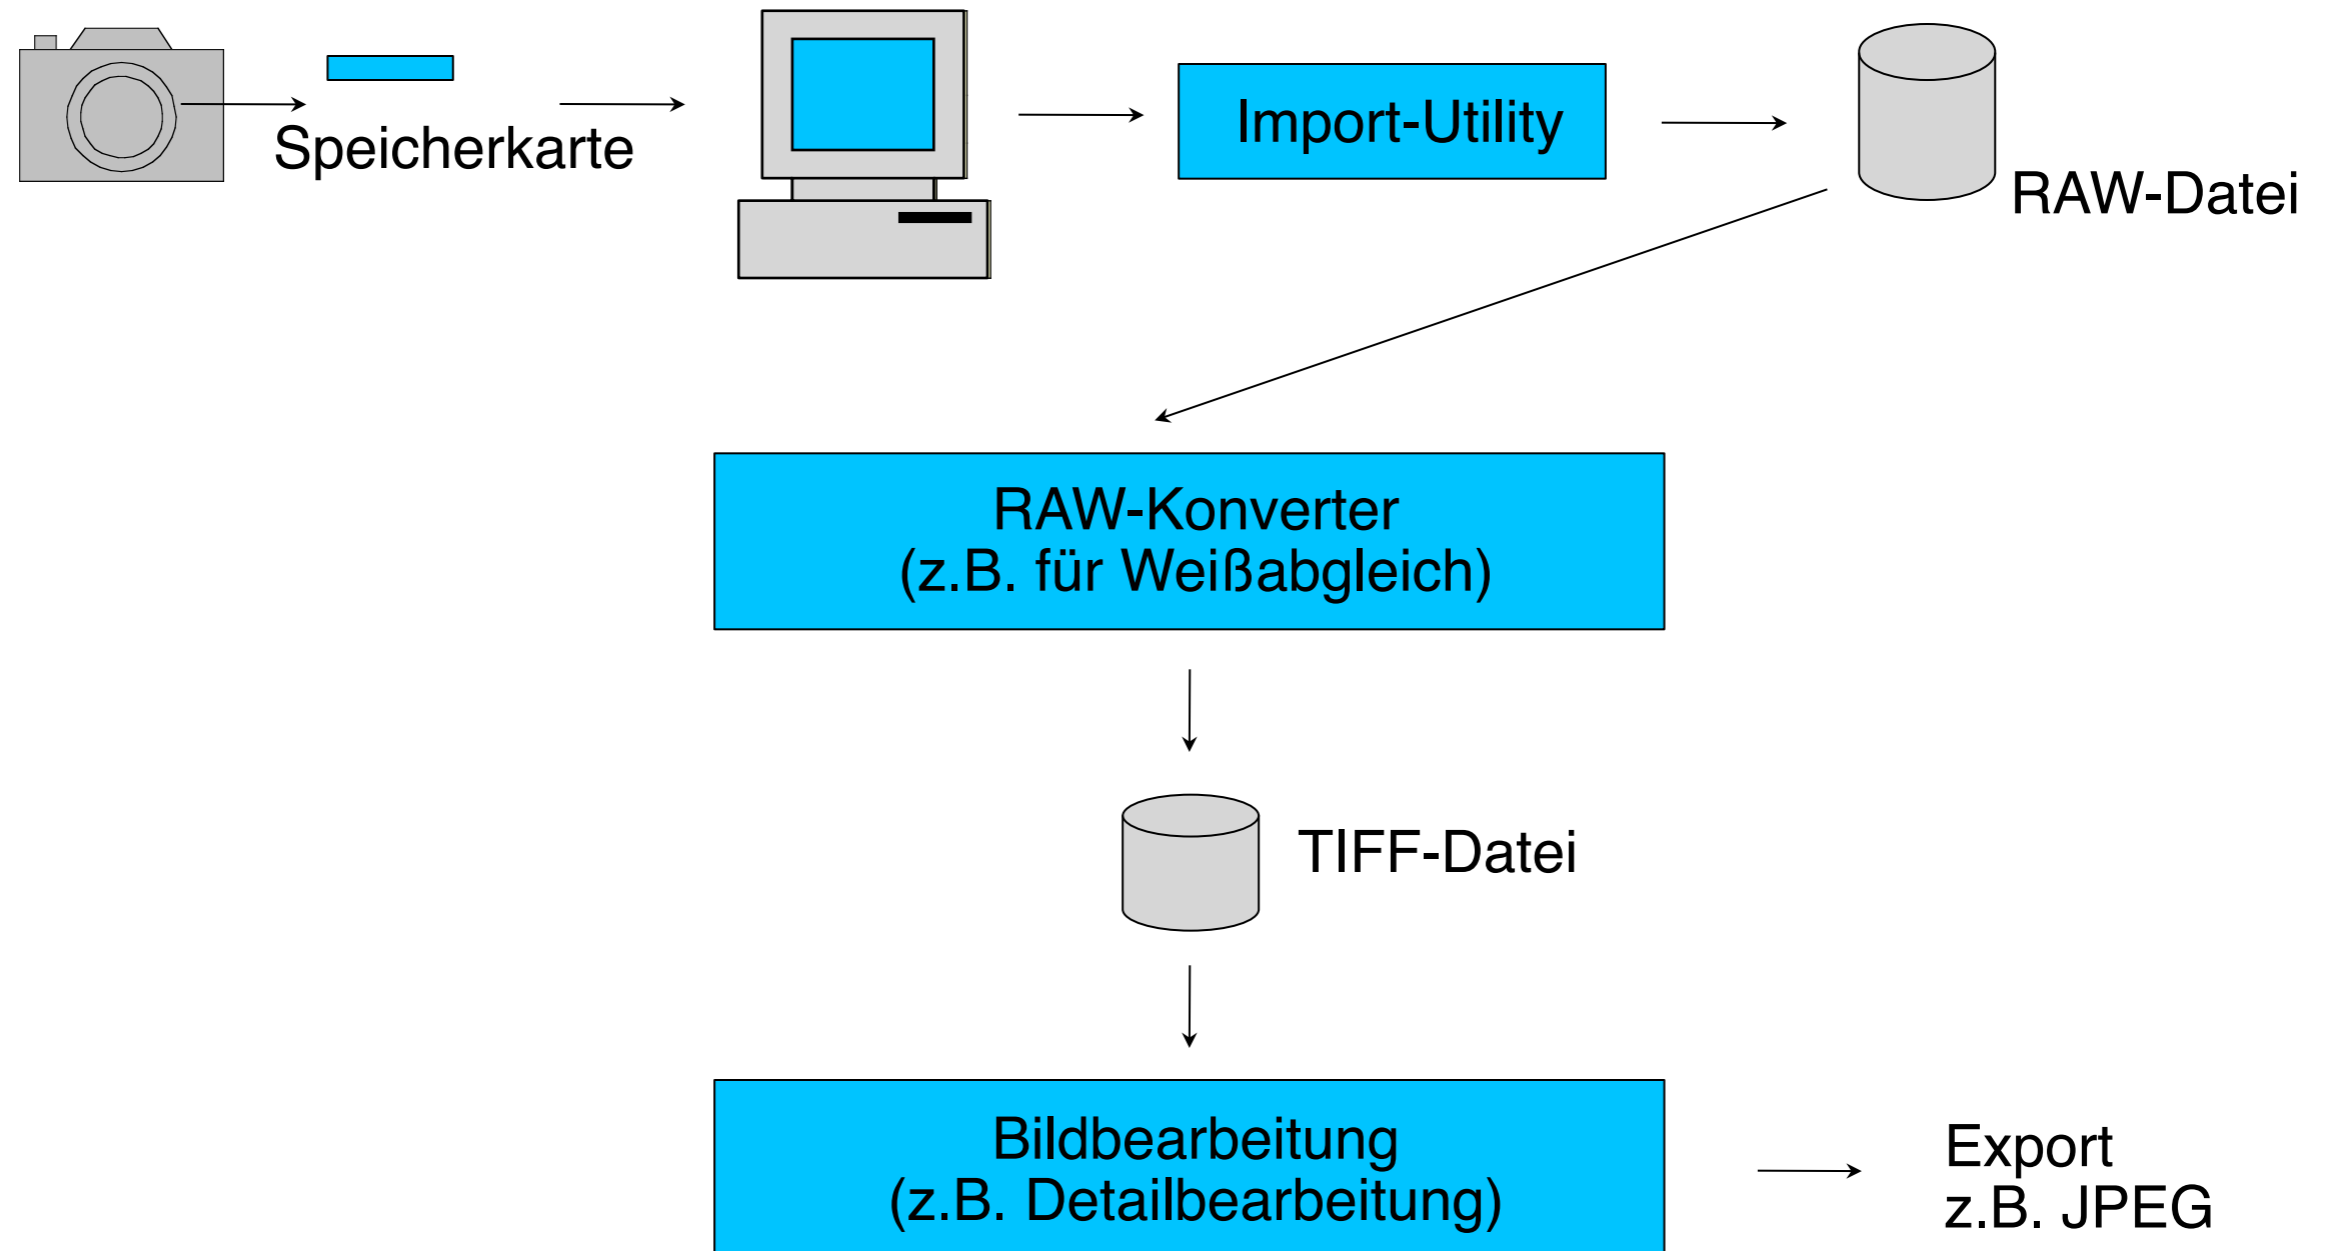 Speicherkarte
Import-Utility
RAW-Datei
RAW-Konverter
(z.B. für Weißabgleich)
TIFF-Datei
Bildbearbeitung
(z.B. Detailbearbeitung)
Export
z.B. JPEG